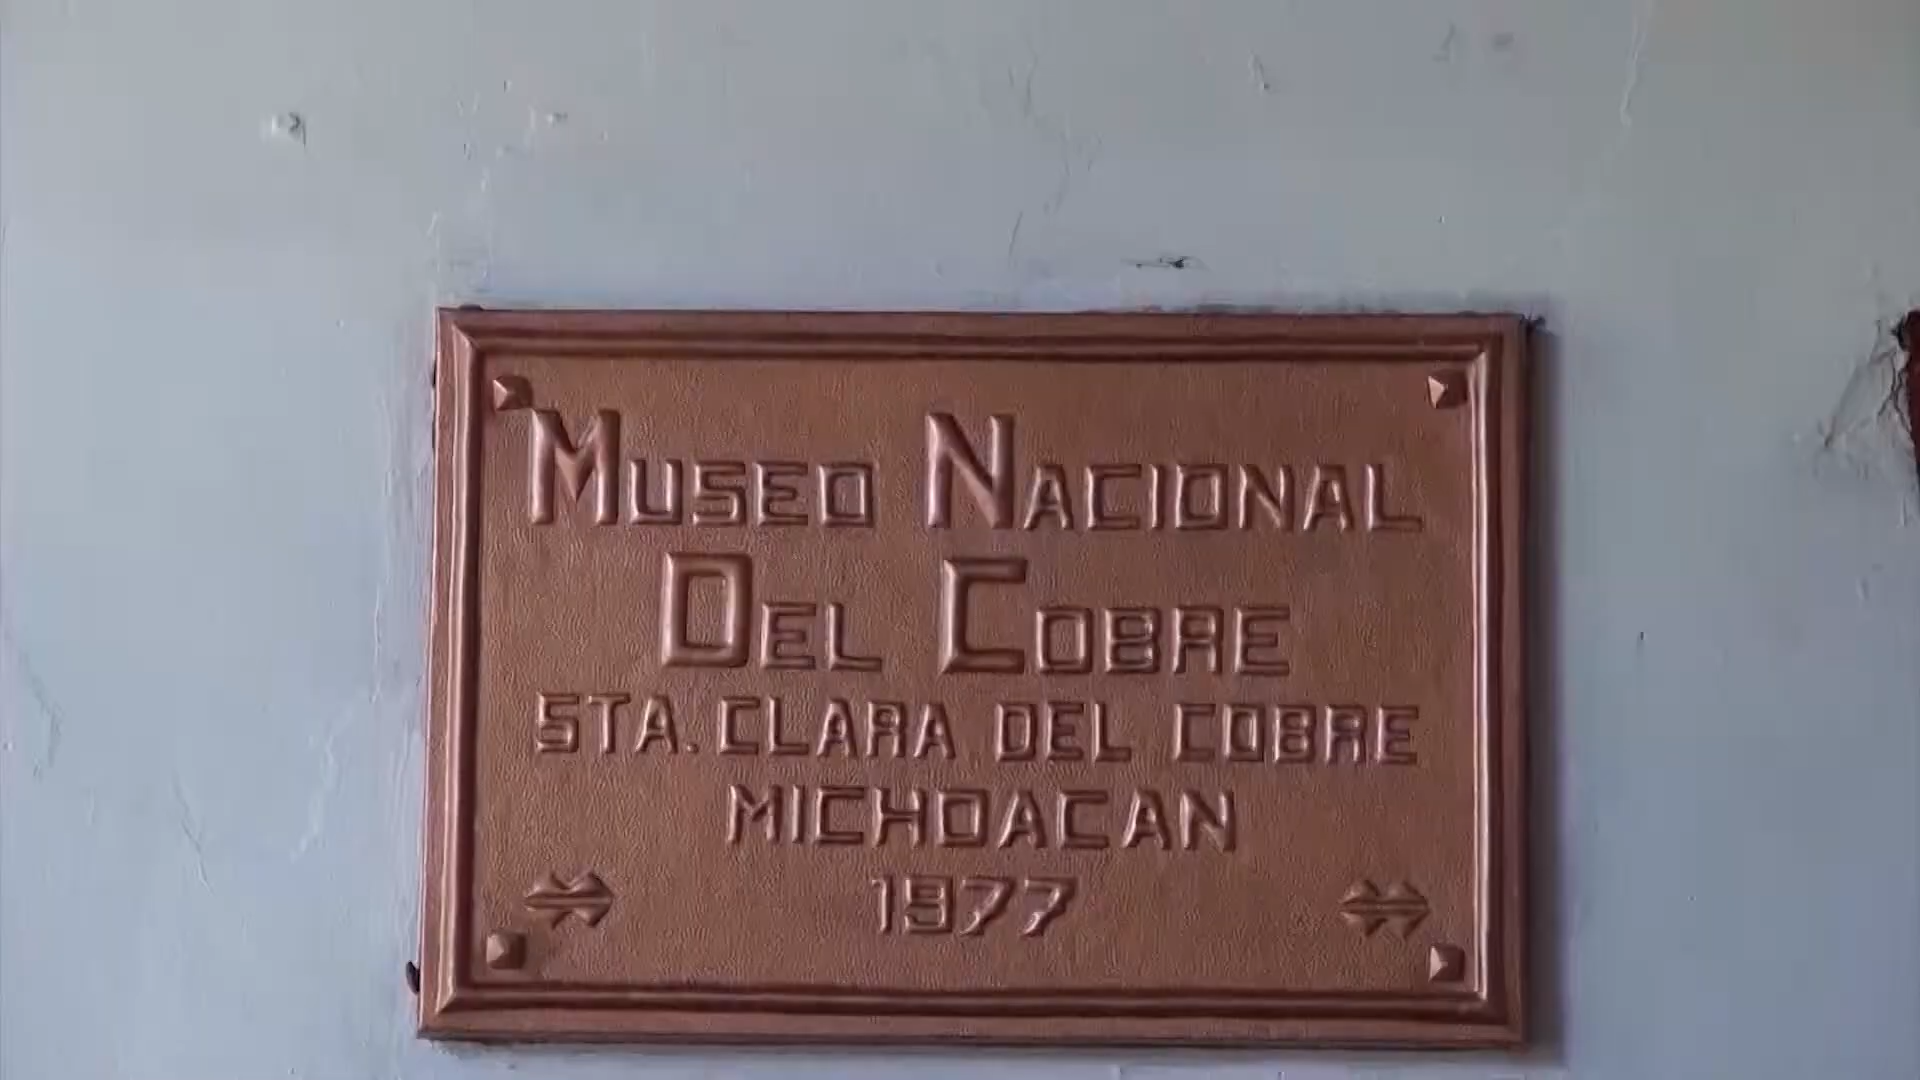 MUSEO NACIONAL
DEL COBRE
STA. CLARA DEL COBRE
MICHOACAN
1977